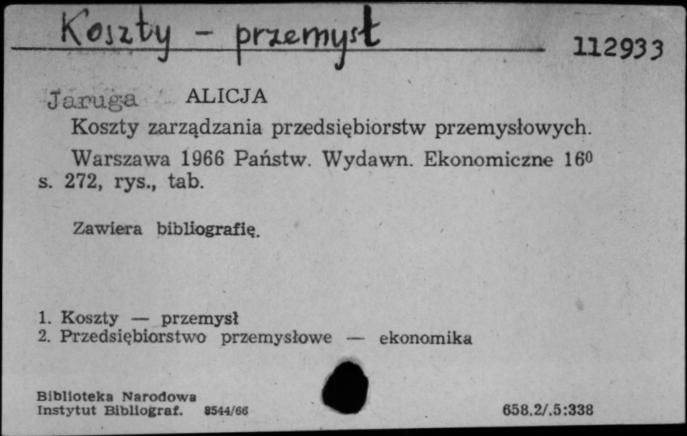 Koszty - przemysł
112933
Jaruga ALICJA
Koszty zarządzania przedsiębiorstw przemysłowych.
Warszawa 1966 Państw. Wydawn. Ekonomiczne 16⁰
s. 272, rys., tab.
Zawiera bibliografię.
1. Koszty — przemysł
2. Przedsiębiorstwo przemysłowe — ekonomika
Biblioteka Narodowa
Instytut Bibliograf. 8544/66
658.2/.5:338